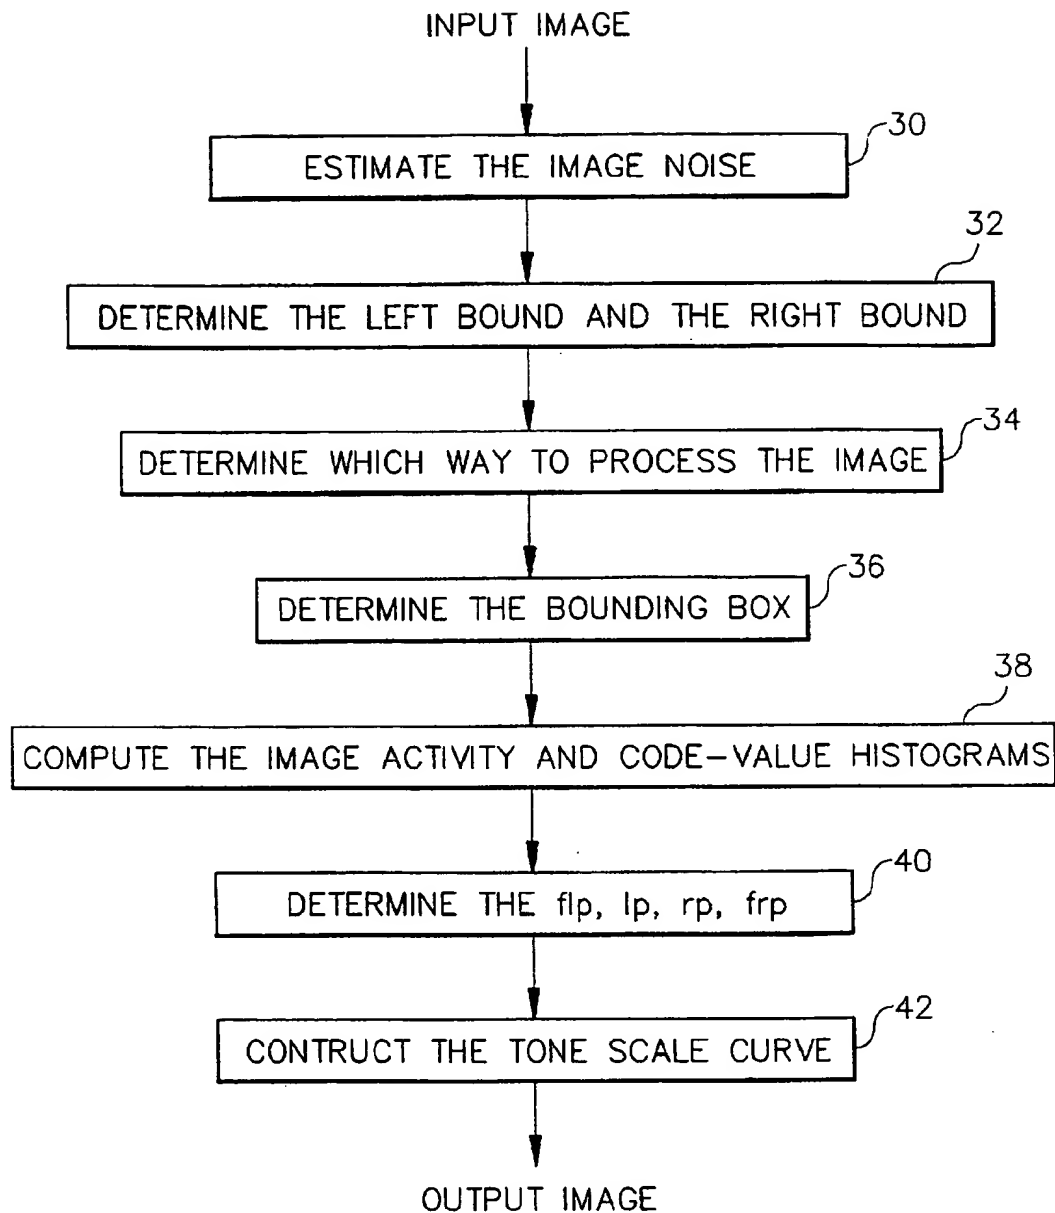 INPUT IMAGE
30
ESTIMATE THE IMAGE NOISE
32
DETERMINE THE LEFT BOUND AND THE RIGHT BOUND
34
DETERMINE WHICH WAY TO PROCESS THE IMAGE
36
DETERMINE THE BOUNDING BOX
38
COMPUTE THE IMAGE ACTIVITY AND CODE-VALUE HISTOGRAMS
40
DETERMINE THE flp, lp, rp, frp
42
CONTRUCT THE TONE SCALE CURVE
OUTPUT IMAGE